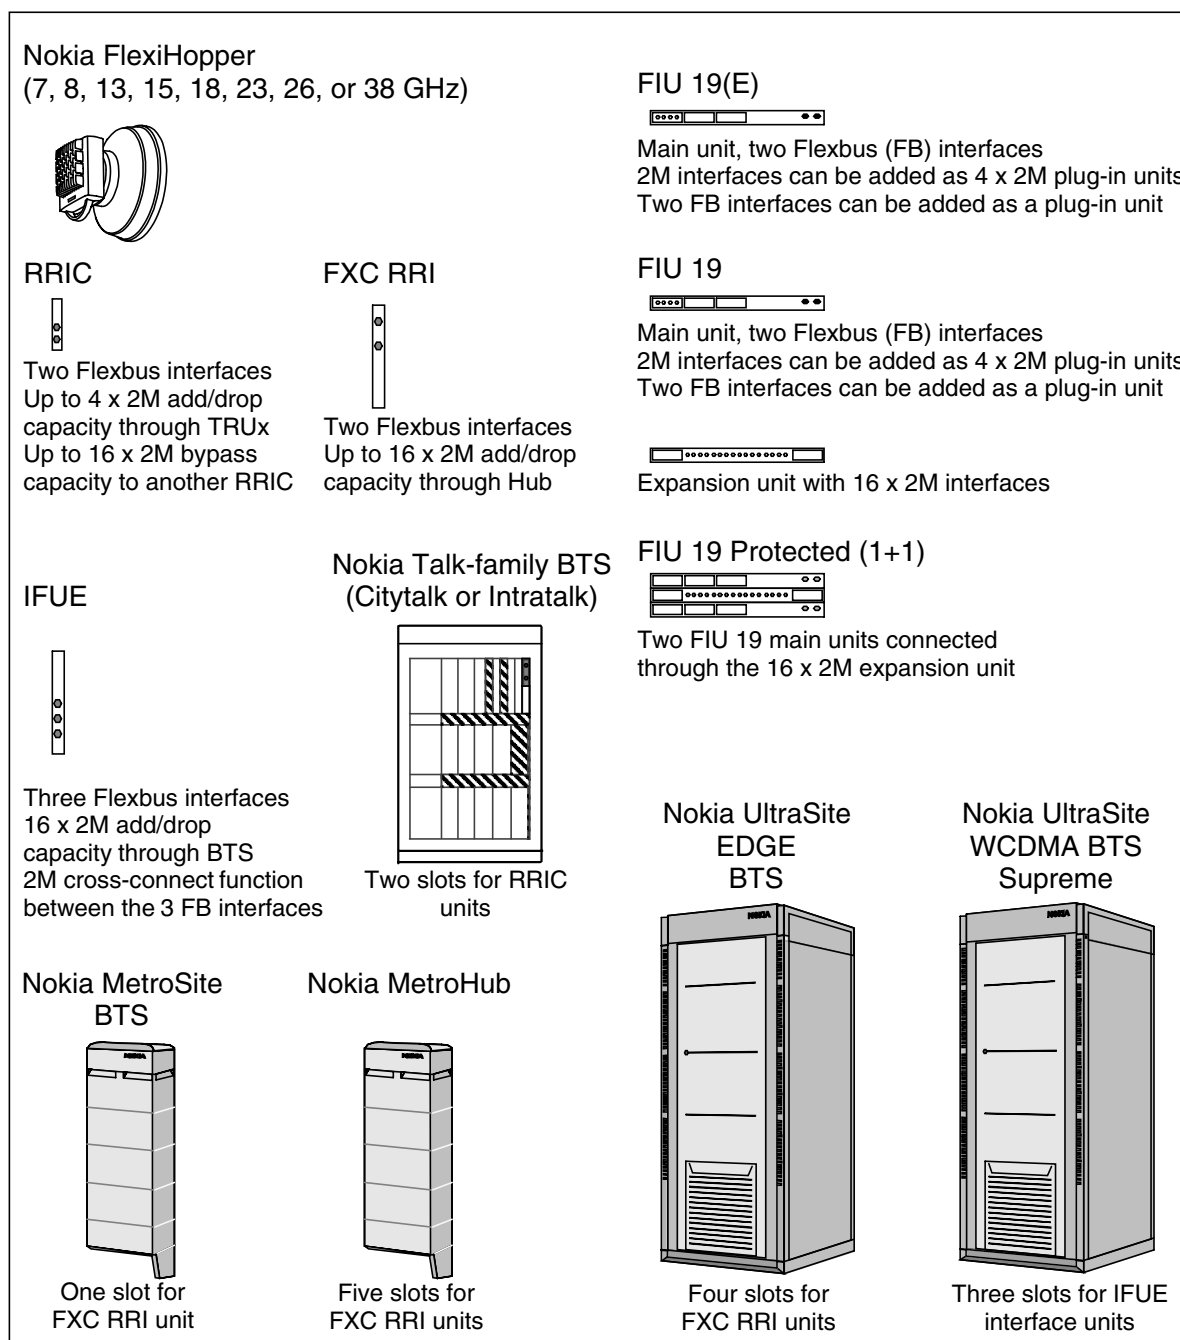 Nokia FlexiHopper
(7, 8, 13, 15, 18, 23, 26, or 38 GHz)
FIU 19(E)
Main unit, two Flexbus (FB) interfaces
2M interfaces can be added as 4 x 2M plug-in units
Two FB interfaces can be added as a plug-in unit
RRIC
Two Flexbus interfaces
Up to 4 x 2M add/drop
capacity through TRUx
Up to 16 x 2M bypass
capacity to another RRIC
FXC RRI
Two Flexbus interfaces
Up to 16 x 2M add/drop
capacity through Hub
FIU 19
Main unit, two Flexbus (FB) interfaces
2M interfaces can be added as 4 x 2M plug-in units
Two FB interfaces can be added as a plug-in unit
Expansion unit with 16 x 2M interfaces
FIU 19 Protected (1+1)
Two FIU 19 main units connected
through the 16 x 2M expansion unit
IFUE
Three Flexbus interfaces
16 x 2M add/drop
capacity through BTS
2M cross-connect function
between the 3 FB interfaces
Nokia Talk-family BTS
(Citytalk or Intratalk)
Two slots for RRIC
units
Nokia UltraSite
EDGE
BTS
NOKIA
Four slots for
FXC RRI units
Nokia UltraSite
WCDMA BTS
Supreme
NOKIA
Three slots for IFUE
interface units
Nokia MetroSite
BTS
NOKIA
One slot for
FXC RRI unit
Nokia MetroHub
NOKIA
Five slots for
FXC RRI units